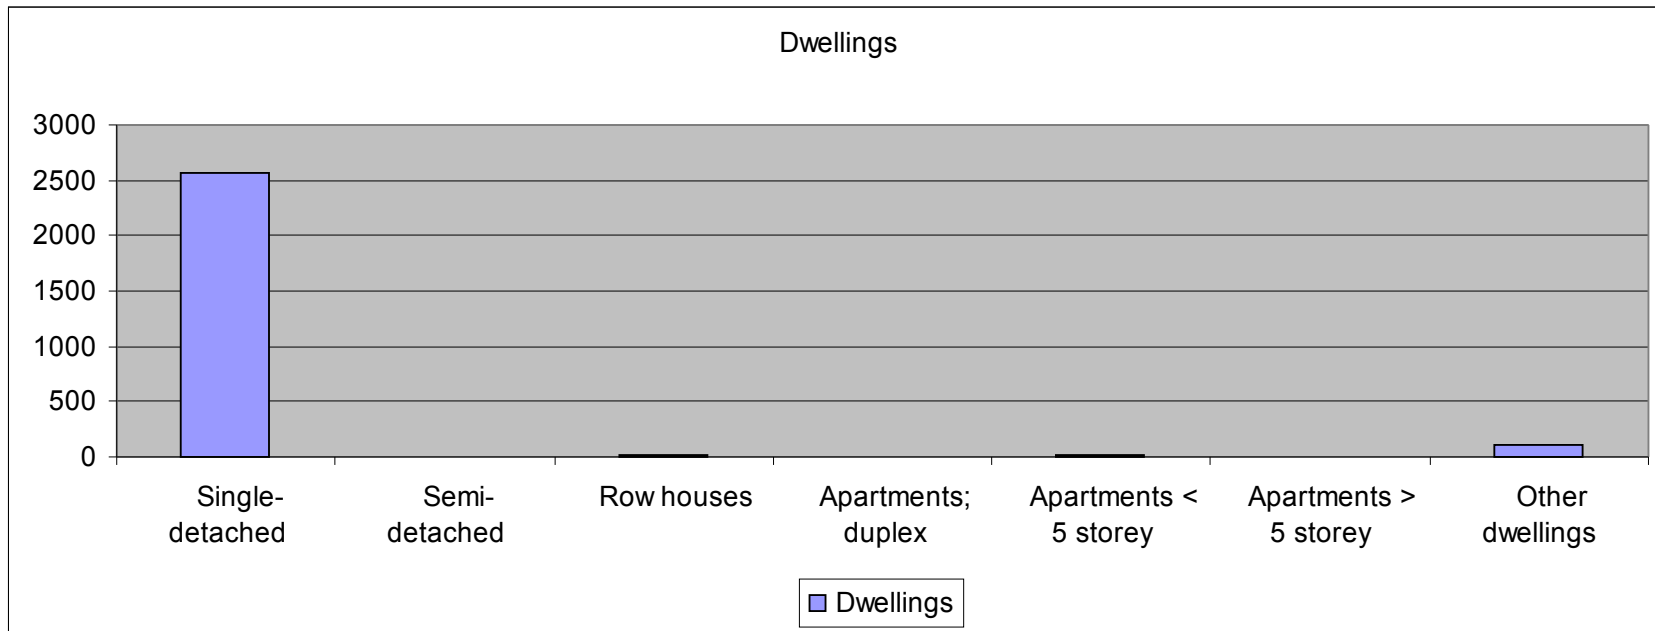 Dwellings
3000
2500
2000
1500
1000
500
0
Single-
detached
Semi-
detached
Row houses
Apartments;
duplex
Apartments <
5 storey
Apartments >
5 storey
Other
dwellings
Dwellings